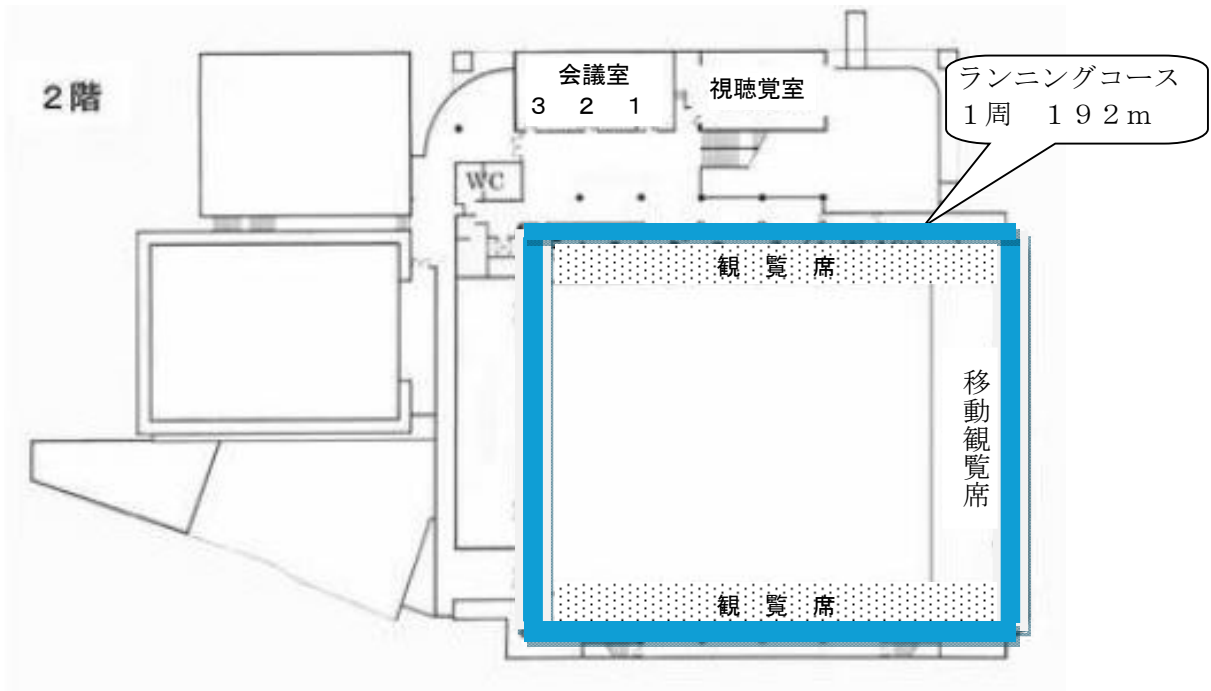 ２階
会議室
３　２　１
視聴覚室
ランニングコース
１周　１９２ｍ
WC
観　覧　席
移動観覧席
観　覧　席